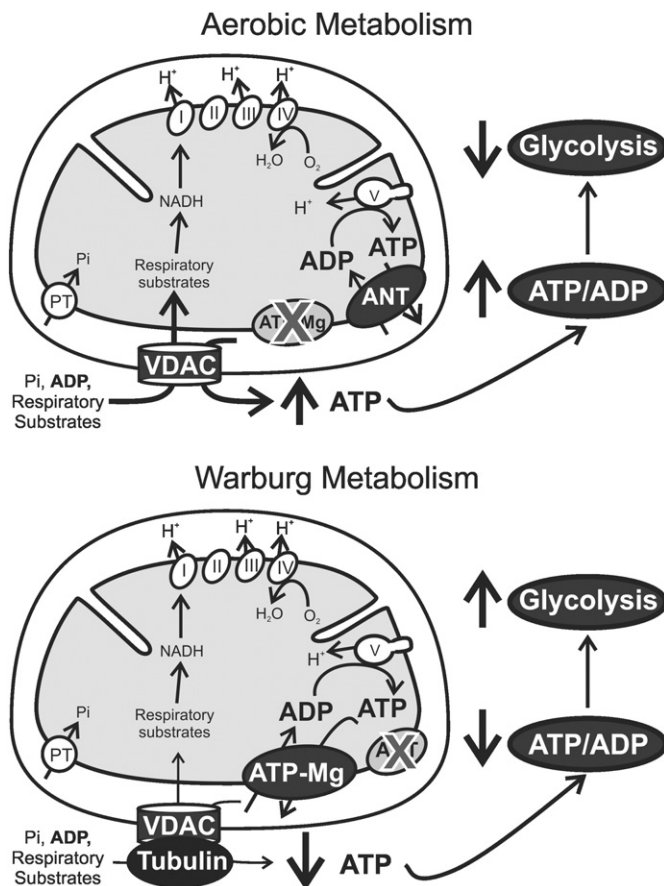 Aerobic Metabolism
H+
H+
H+
I
II
III
IV
H2O
O2
Glycolysis
NADH
H+
V
ADP
ATP
Pi
Respiratory
substrates
PT
ANT
ATP/ADP
ATP-Mg
VDAC
Pi, ADP,
Respiratory
Substrates
ATP
Warburg Metabolism
H+
H+
H+
I
II
III
IV
H2O
O2
Glycolysis
NADH
H+
V
ADP
ATP
Pi
Respiratory
substrates
PT
ATP-Mg
ATP/ADP
VDAC
Pi, ADP,
Respiratory
Substrates
Tubulin
ATP